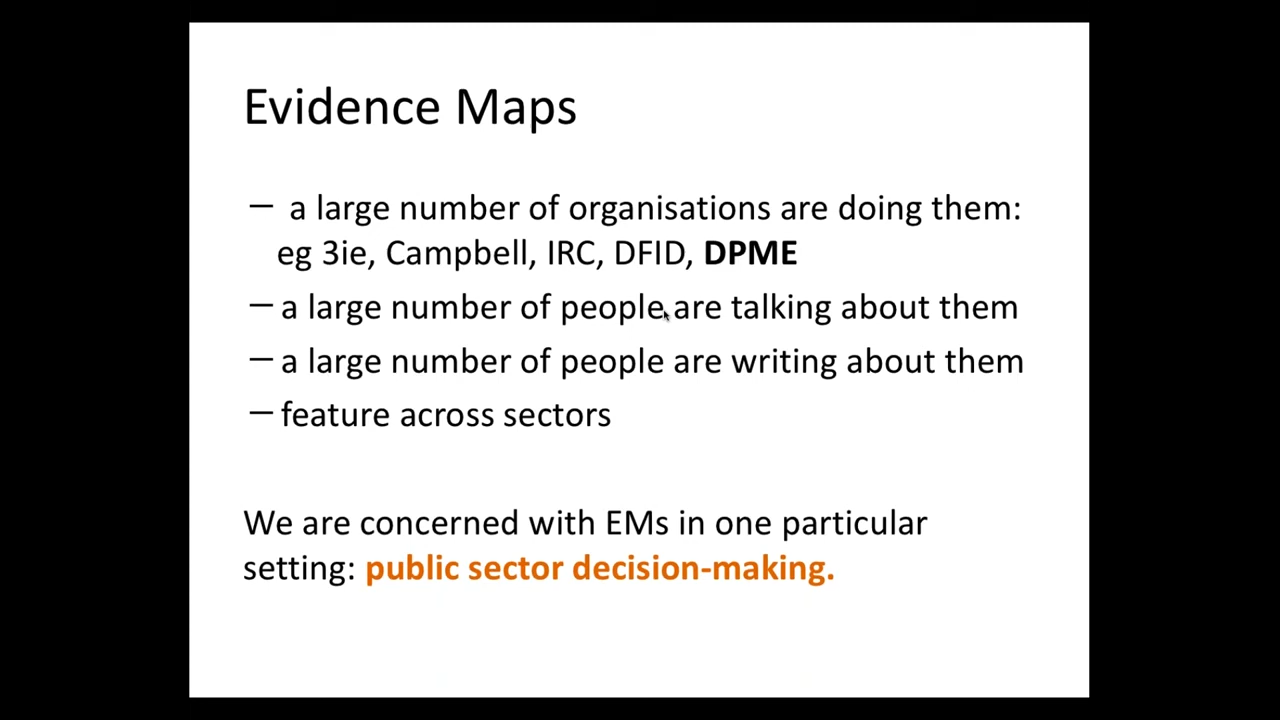 Evidence Maps
– a large number of organisations are doing them:
eg 3ie, Campbell, IRC, DFID, DPME
– a large number of people are talking about them
– a large number of people are writing about them
– feature across sectors
We are concerned with EMs in one particular
setting: public sector decision-making.